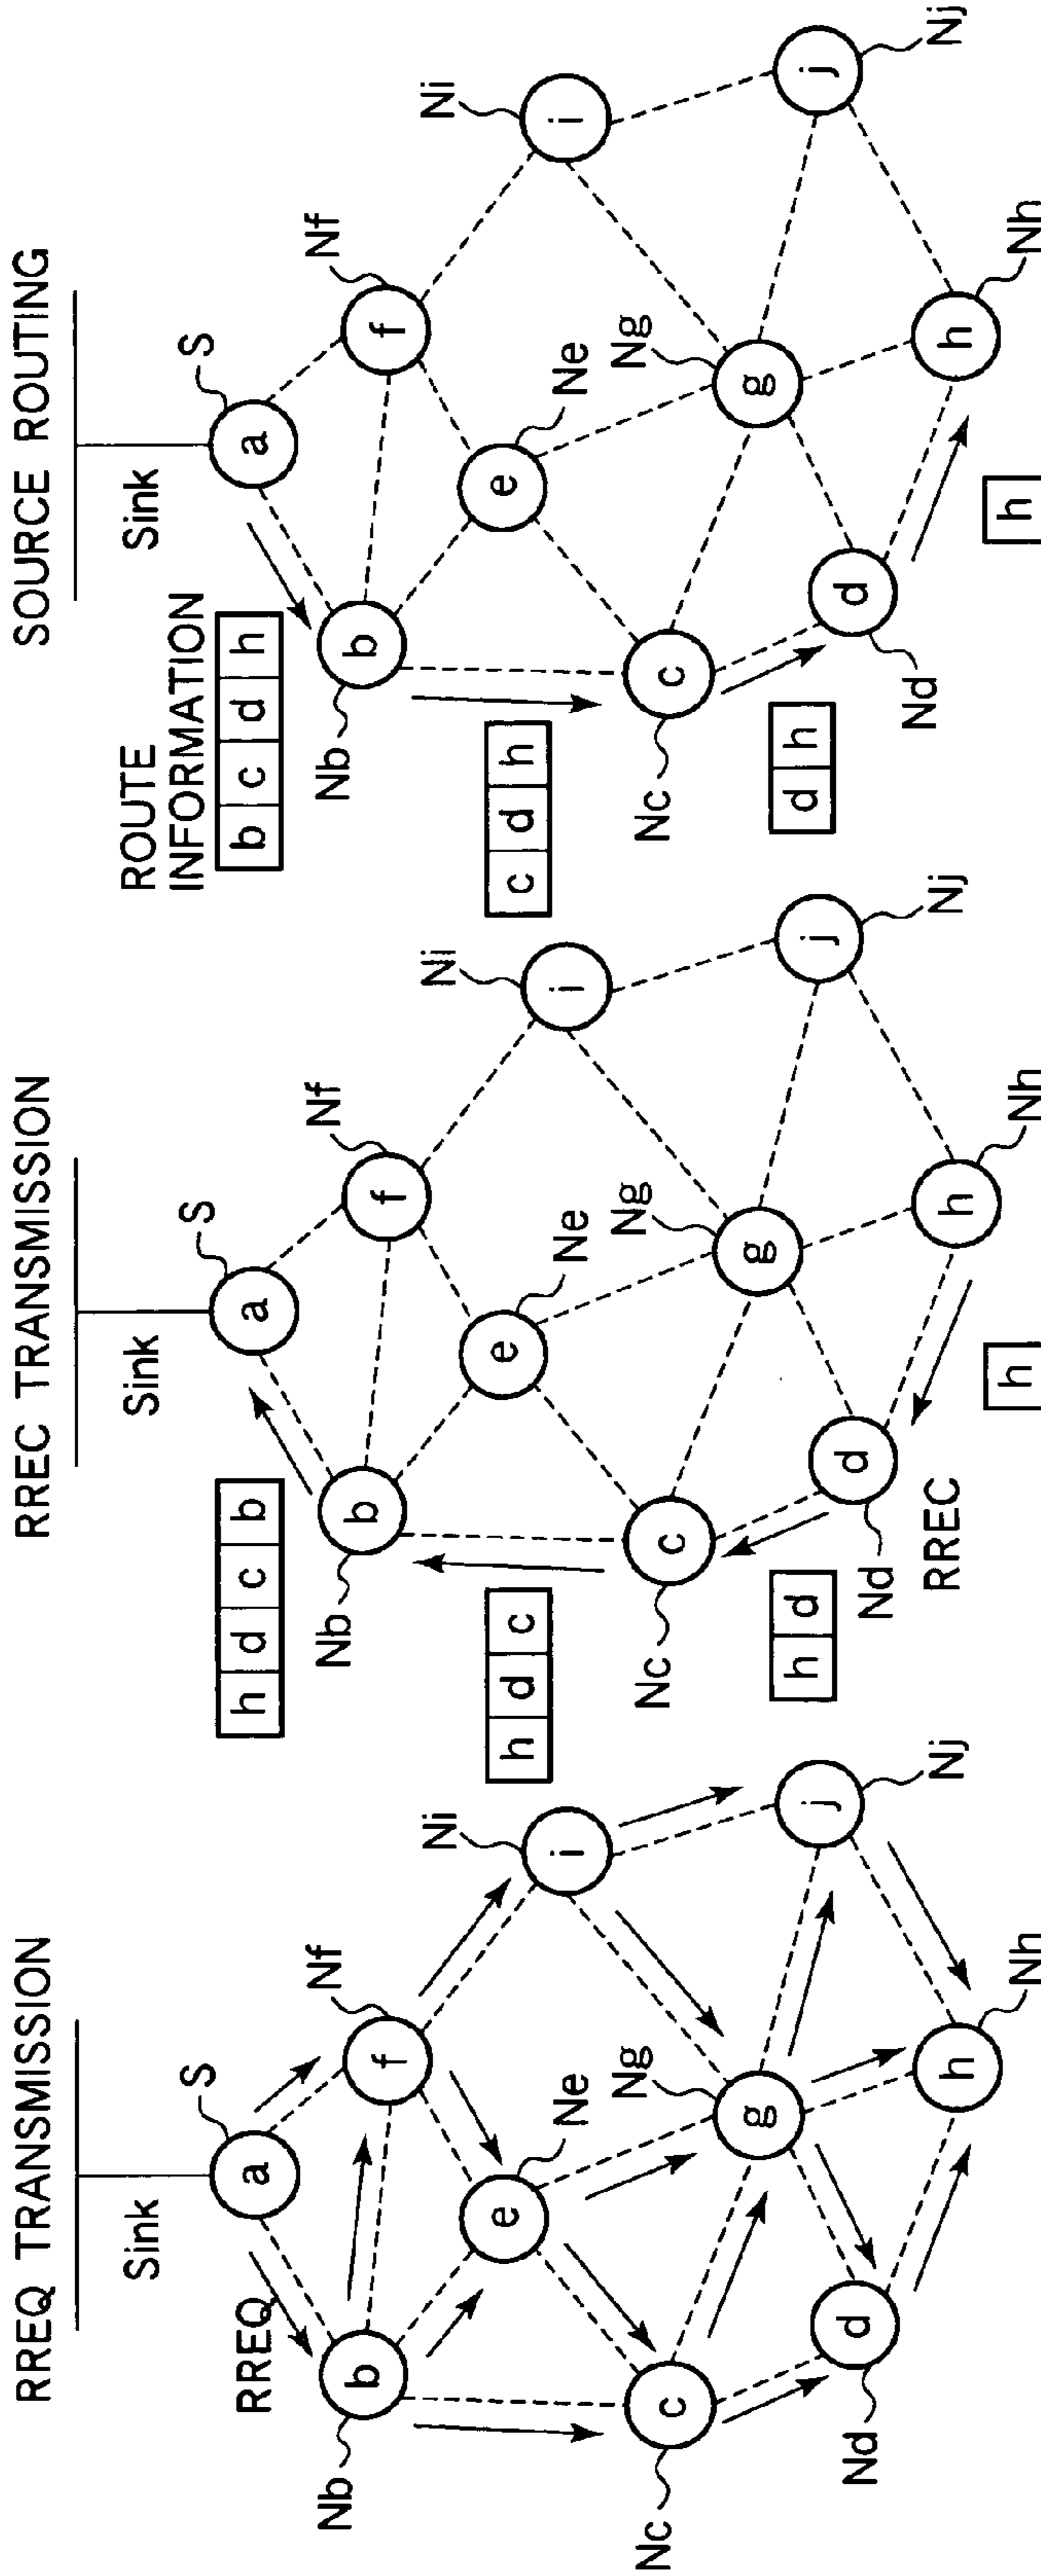 RREQ TRANSMISSION
Sink
S
a
RREQ
Nb
b
Nf
f
Ne
e
Ni
i
Nc
c
Ng
g
Nd
d
Nj
j
Nh
h
RREC TRANSMISSION
Sink
S
a
h d c b
Nb
b
Nf
f
Ne
e
Ni
i
h d c
Nc
c
Ng
g
h d
Nd
d
RREC
Nj
j
Nh
h
h
SOURCE ROUTING
Sink
S
a
ROUTE
INFORMATION
b c d h
Nb
b
Nf
f
Ne
e
Ni
i
c d h
Nc
c
Ng
g
d h
Nd
d
Nj
j
Nh
h
h